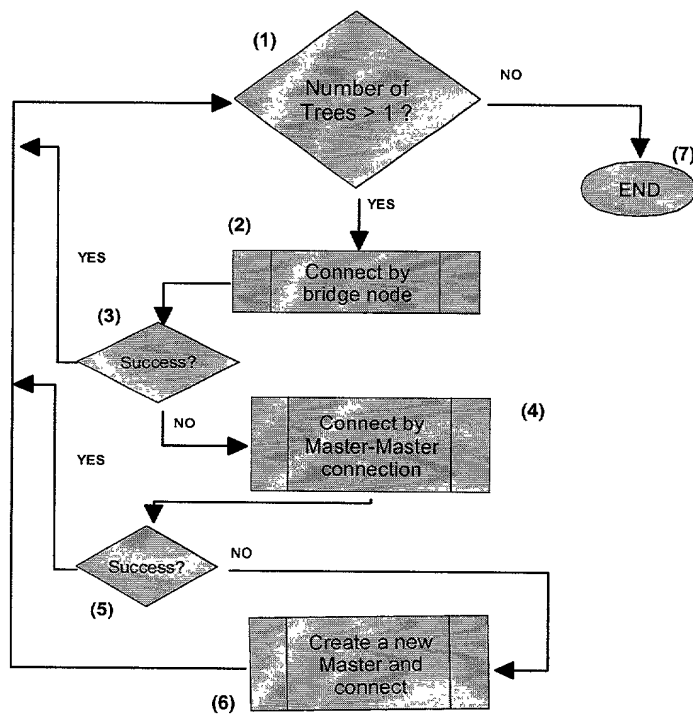 (1)
Number of
Trees > 1 ?
NO
(7)
END
YES
(2)
Connect by
bridge node
YES
(3)
Success?
NO
(4)
Connect by
Master-Master
connection
YES
Success?
NO
(5)
Create a new
Master and
connect
(6)